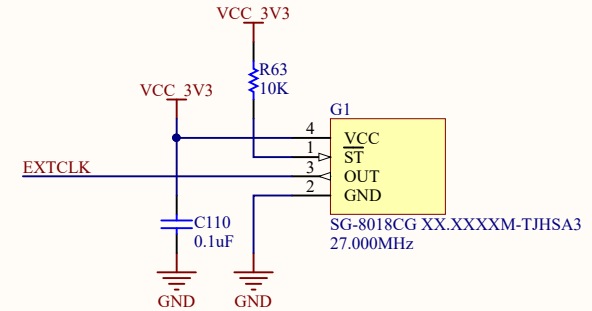 VCC_3V3
R63
10K
VCC_3V3
G1
4 VCC
1 ST
EXTCLK 3 OUT
2 GND
C110
0.1uF
SG-8018CG XX.XXXXM-TJHSA3
27.000MHz
GND GND